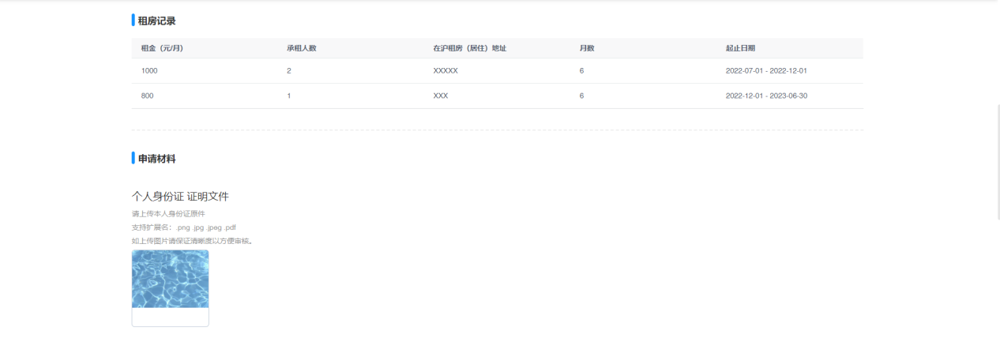 租房记录
租金（元/月） 承租人数 在沪租房（居住）地址 月数 起止日期
1000 2 XXXXX 6 2022-07-01 - 2022-12-01
800 1 XXX 6 2022-12-01 - 2023-06-30
申请材料
个人身份证 证明文件
请上传本人身份证原件
支持扩展名：.png .jpg .jpeg .pdf
如上传图片请保证清晰度以方便审核。